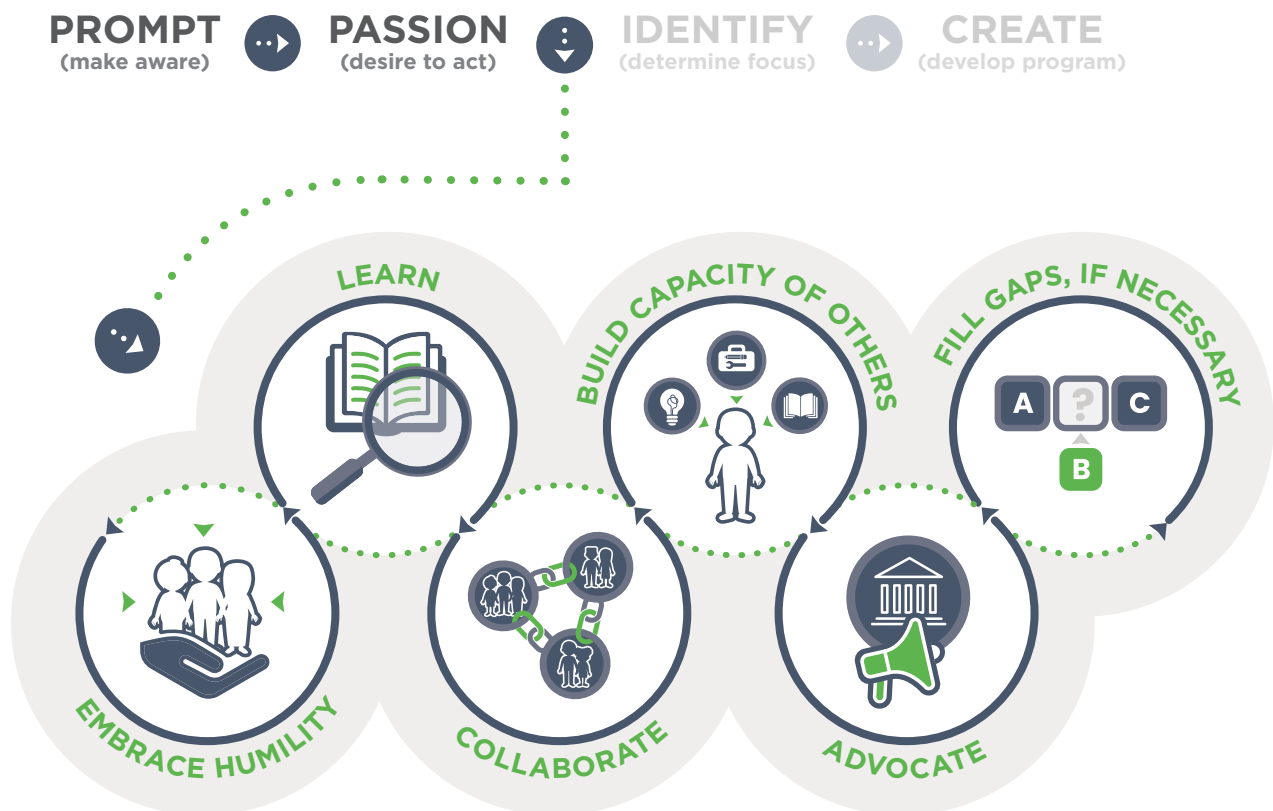 PROMPT
(make aware)
PASSION
(desire to act)
IDENTIFY
(determine focus)
CREATE
(develop program)
LEARN
BUILD CAPACITY OF OTHERS
FILL GAPS, IF NECESSARY
A
?
C
B
EMBRACE HUMILITY
COLLABORATE
ADVOCATE